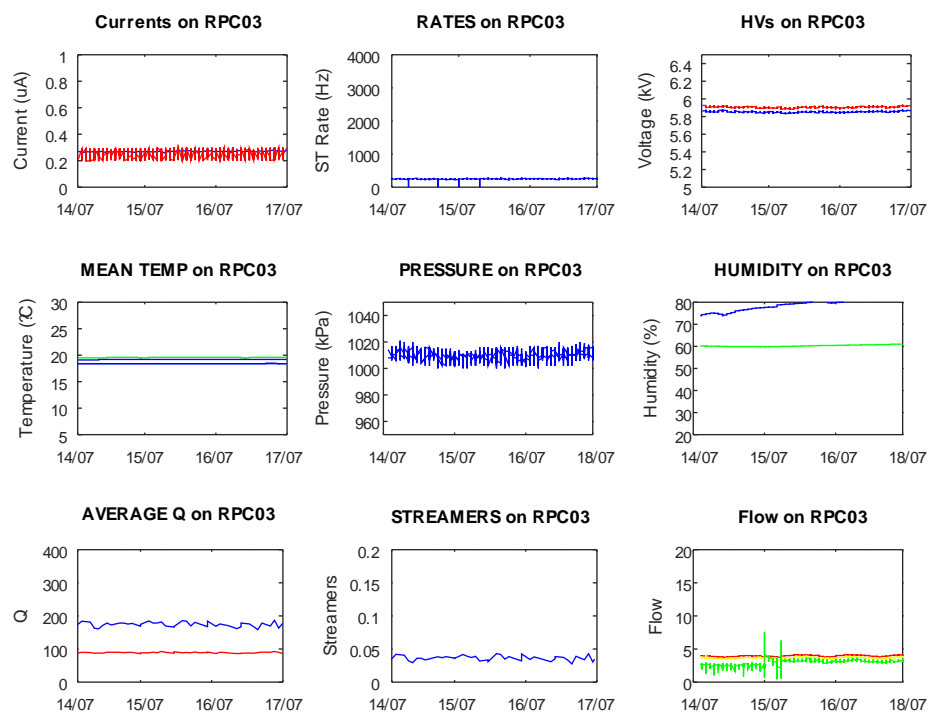 Currents on RPC03
RATES on RPC03
HVs on RPC03
Current (uA)
1
0.8
0.6
0.4
0.2
0
14/07 15/07 16/07 17/07
ST Rate (Hz)
4000
3000
2000
1000
0
14/07 15/07 16/07 17/07
Voltage (kV)
6.4
6.2
6
5.8
5.6
5.4
5.2
5
14/07 15/07 16/07 17/07
MEAN TEMP on RPC03
PRESSURE on RPC03
HUMIDITY on RPC03
Temperature (?C)
30
25
20
15
10
5
14/07 15/07 16/07 17/07
Pressure (kPa)
1040
1020
1000
980
960
14/07 15/07 16/07 17/07 18/07
Humidity (%)
80
70
60
50
40
30
20
14/07 15/07 16/07 17/07 18/07
AVERAGE Q on RPC03
STREAMERS on RPC03
Flow on RPC03
Q
400
300
200
100
0
14/07 15/07 16/07 17/07
Streamers
0.2
0.15
0.1
0.05
0
14/07 15/07 16/07 17/07
Flow
20
15
10
5
0
14/07 15/07 16/07 17/07 18/07